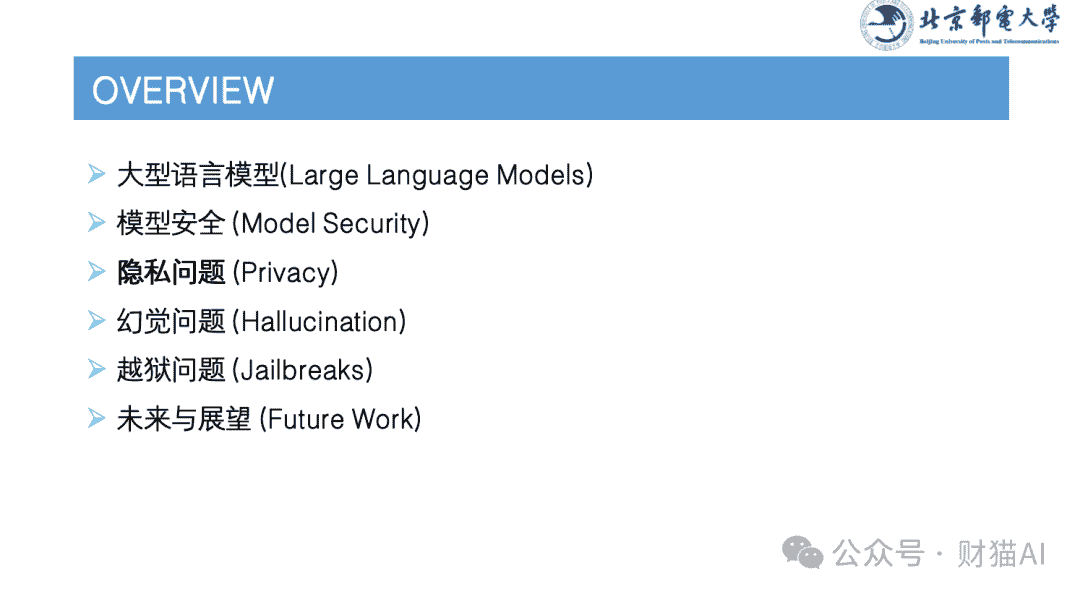 北京郵電大學
Beijing University of Posts and Telecommunications
OVERVIEW
大型语言模型(Large Language Models)
模型安全 (Model Security)
隐私问题 (Privacy)
幻觉问题 (Hallucination)
越狱问题 (Jailbreaks)
未来与展望 (Future Work)
公众号 · 财猫AI